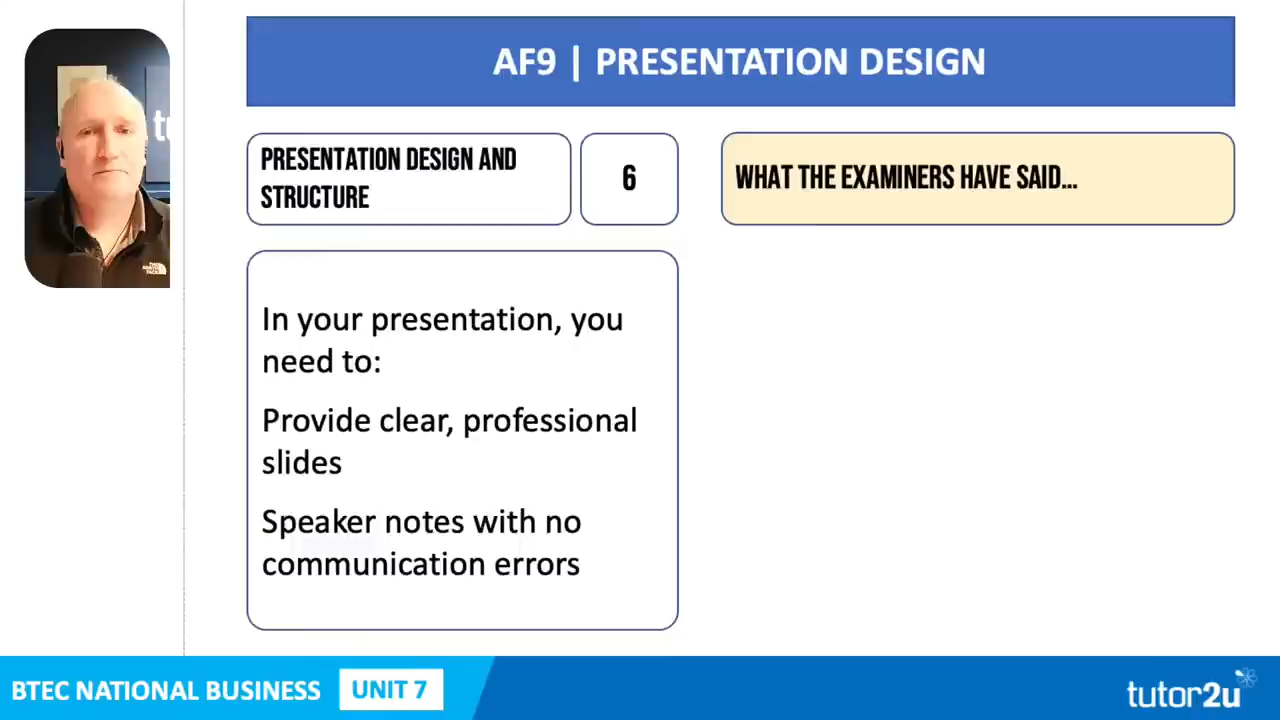 AF9 | PRESENTATION DESIGN
PRESENTATION DESIGN AND
STRUCTURE
6
WHAT THE EXAMINERS HAVE SAID...
In your presentation, you
need to:
Provide clear, professional
slides
Speaker notes with no
communication errors
BTEC NATIONAL BUSINESS
UNIT 7
tutor2u